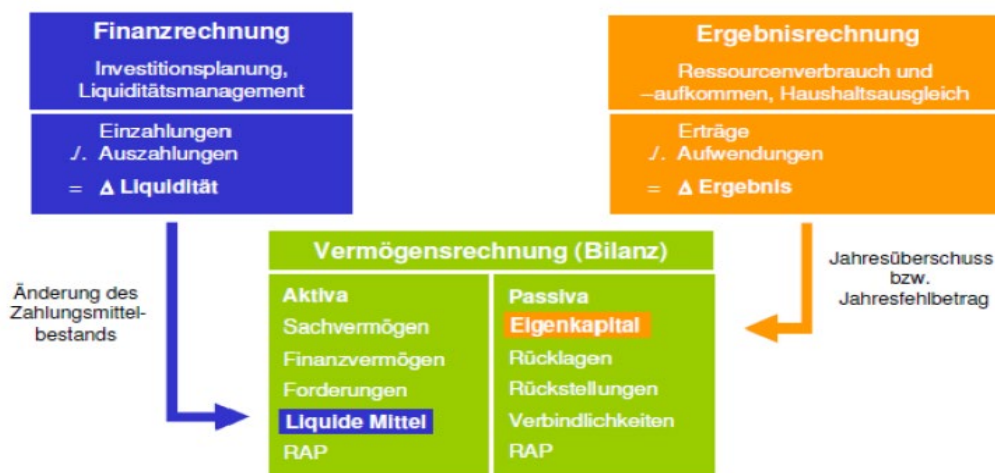 Finanzrechnung
Investitionsplanung,
Liquiditätsmanagement
Einzahlungen
./. Auszahlungen
= Δ Liquidität
Ergebnisrechnung
Ressourcenverbrauch und
–aufkommen, Haushaltsausgleich
Erträge
./. Aufwendungen
= Δ Ergebnis
Änderung des
Zahlungsmittel-
bestands
Vermögensrechnung (Bilanz)
Aktiva
Sachvermögen
Finanzvermögen
Forderungen
Liquide Mittel
RAP
Passiva
Eigenkapital
Rücklagen
Rückstellungen
Verbindlichkeiten
RAP
Jahresüberschuss
bzw.
Jahresfehlbetrag